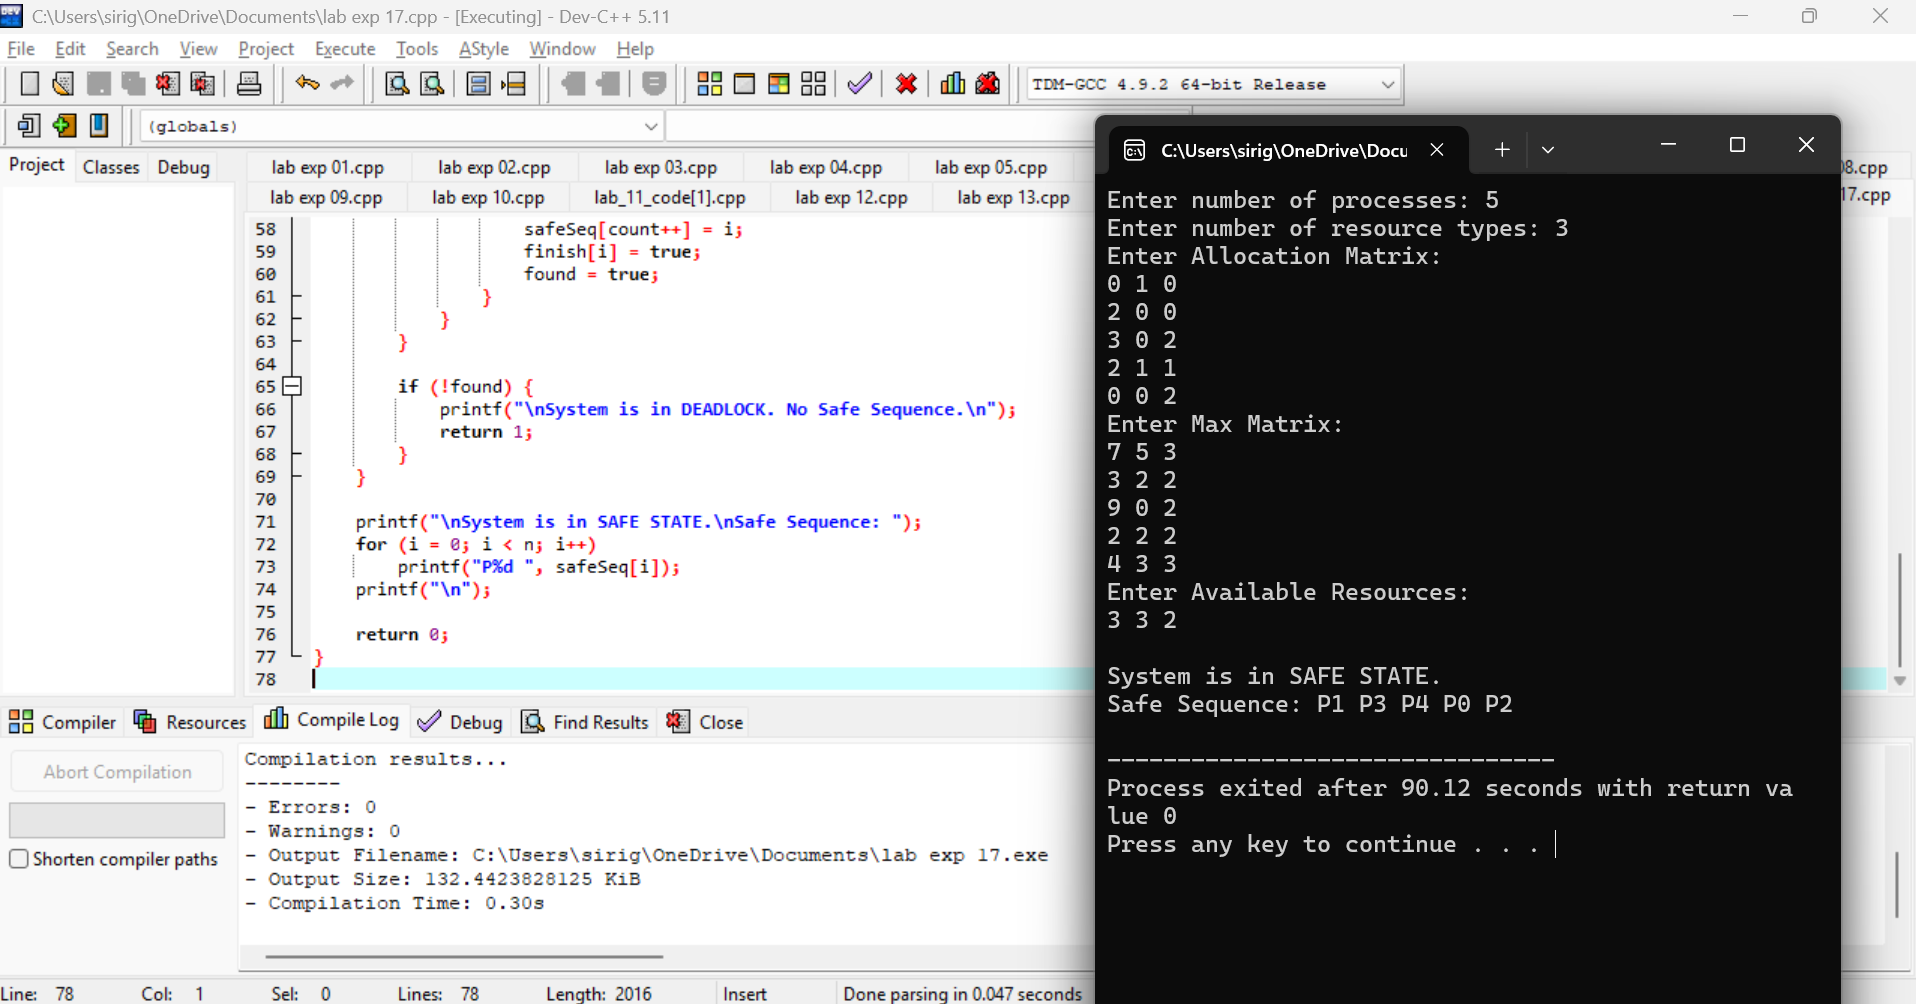 C:\Users\sirig\OneDrive\Documents\lab exp 17.cpp - [Executing] - Dev-C++ 5.11
File Edit Search View Project Execute Tools AStyle Window Help
TDM-GCC 4.9.2 64-bit Release
(globals)
Project Classes Debug
lab exp 01.cpp lab exp 02.cpp lab exp 03.cpp lab exp 04.cpp lab exp 05.cpp 08.cpp
lab exp 09.cpp lab exp 10.cpp lab_11_code[1].cpp lab exp 12.cpp lab exp 13.cpp 17.cpp
58 safeSeq[count++] = i;
59 finish[i] = true;
60 found = true;
61 }
62 }
63 }
64
65 if (!found) {
66 printf("\nSystem is in DEADLOCK. No Safe Sequence.\n");
67 return 1;
68 }
69 }
70
71 printf("\nSystem is in SAFE STATE.\nSafe Sequence: ");
72 for (i = 0; i < n; i++)
73 printf("P%d ", safeSeq[i]);
74 printf("\n");
75
76 return 0;
77 }
78
Compiler Resources Compile Log Debug Find Results Close
Abort Compilation
Shorten compiler paths
Compilation results...
--------
- Errors: 0
- Warnings: 0
- Output Filename: C:\Users\sirig\OneDrive\Documents\lab exp 17.exe
- Output Size: 132.4423828125 KiB
- Compilation Time: 0.30s
Line: 78 Col: 1 Sel: 0 Lines: 78 Length: 2016 Insert Done parsing in 0.047 seconds
C:\Users\sirig\OneDrive\Docu
Enter number of processes: 5
Enter number of resource types: 3
Enter Allocation Matrix:
0 1 0
2 0 0
3 0 2
2 1 1
0 0 2
Enter Max Matrix:
7 5 3
3 2 2
9 0 2
2 2 2
4 3 3
Enter Available Resources:
3 3 2
System is in SAFE STATE.
Safe Sequence: P1 P3 P4 P0 P2
--------------------------------
Process exited after 90.12 seconds with return va
lue 0
Press any key to continue . . .